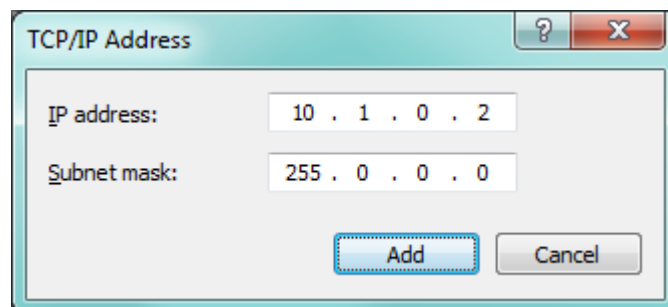 TCP/IP Address
IP address: 10 . 1 . 0 . 2
Subnet mask: 255 . 0 . 0 . 0
Add Cancel